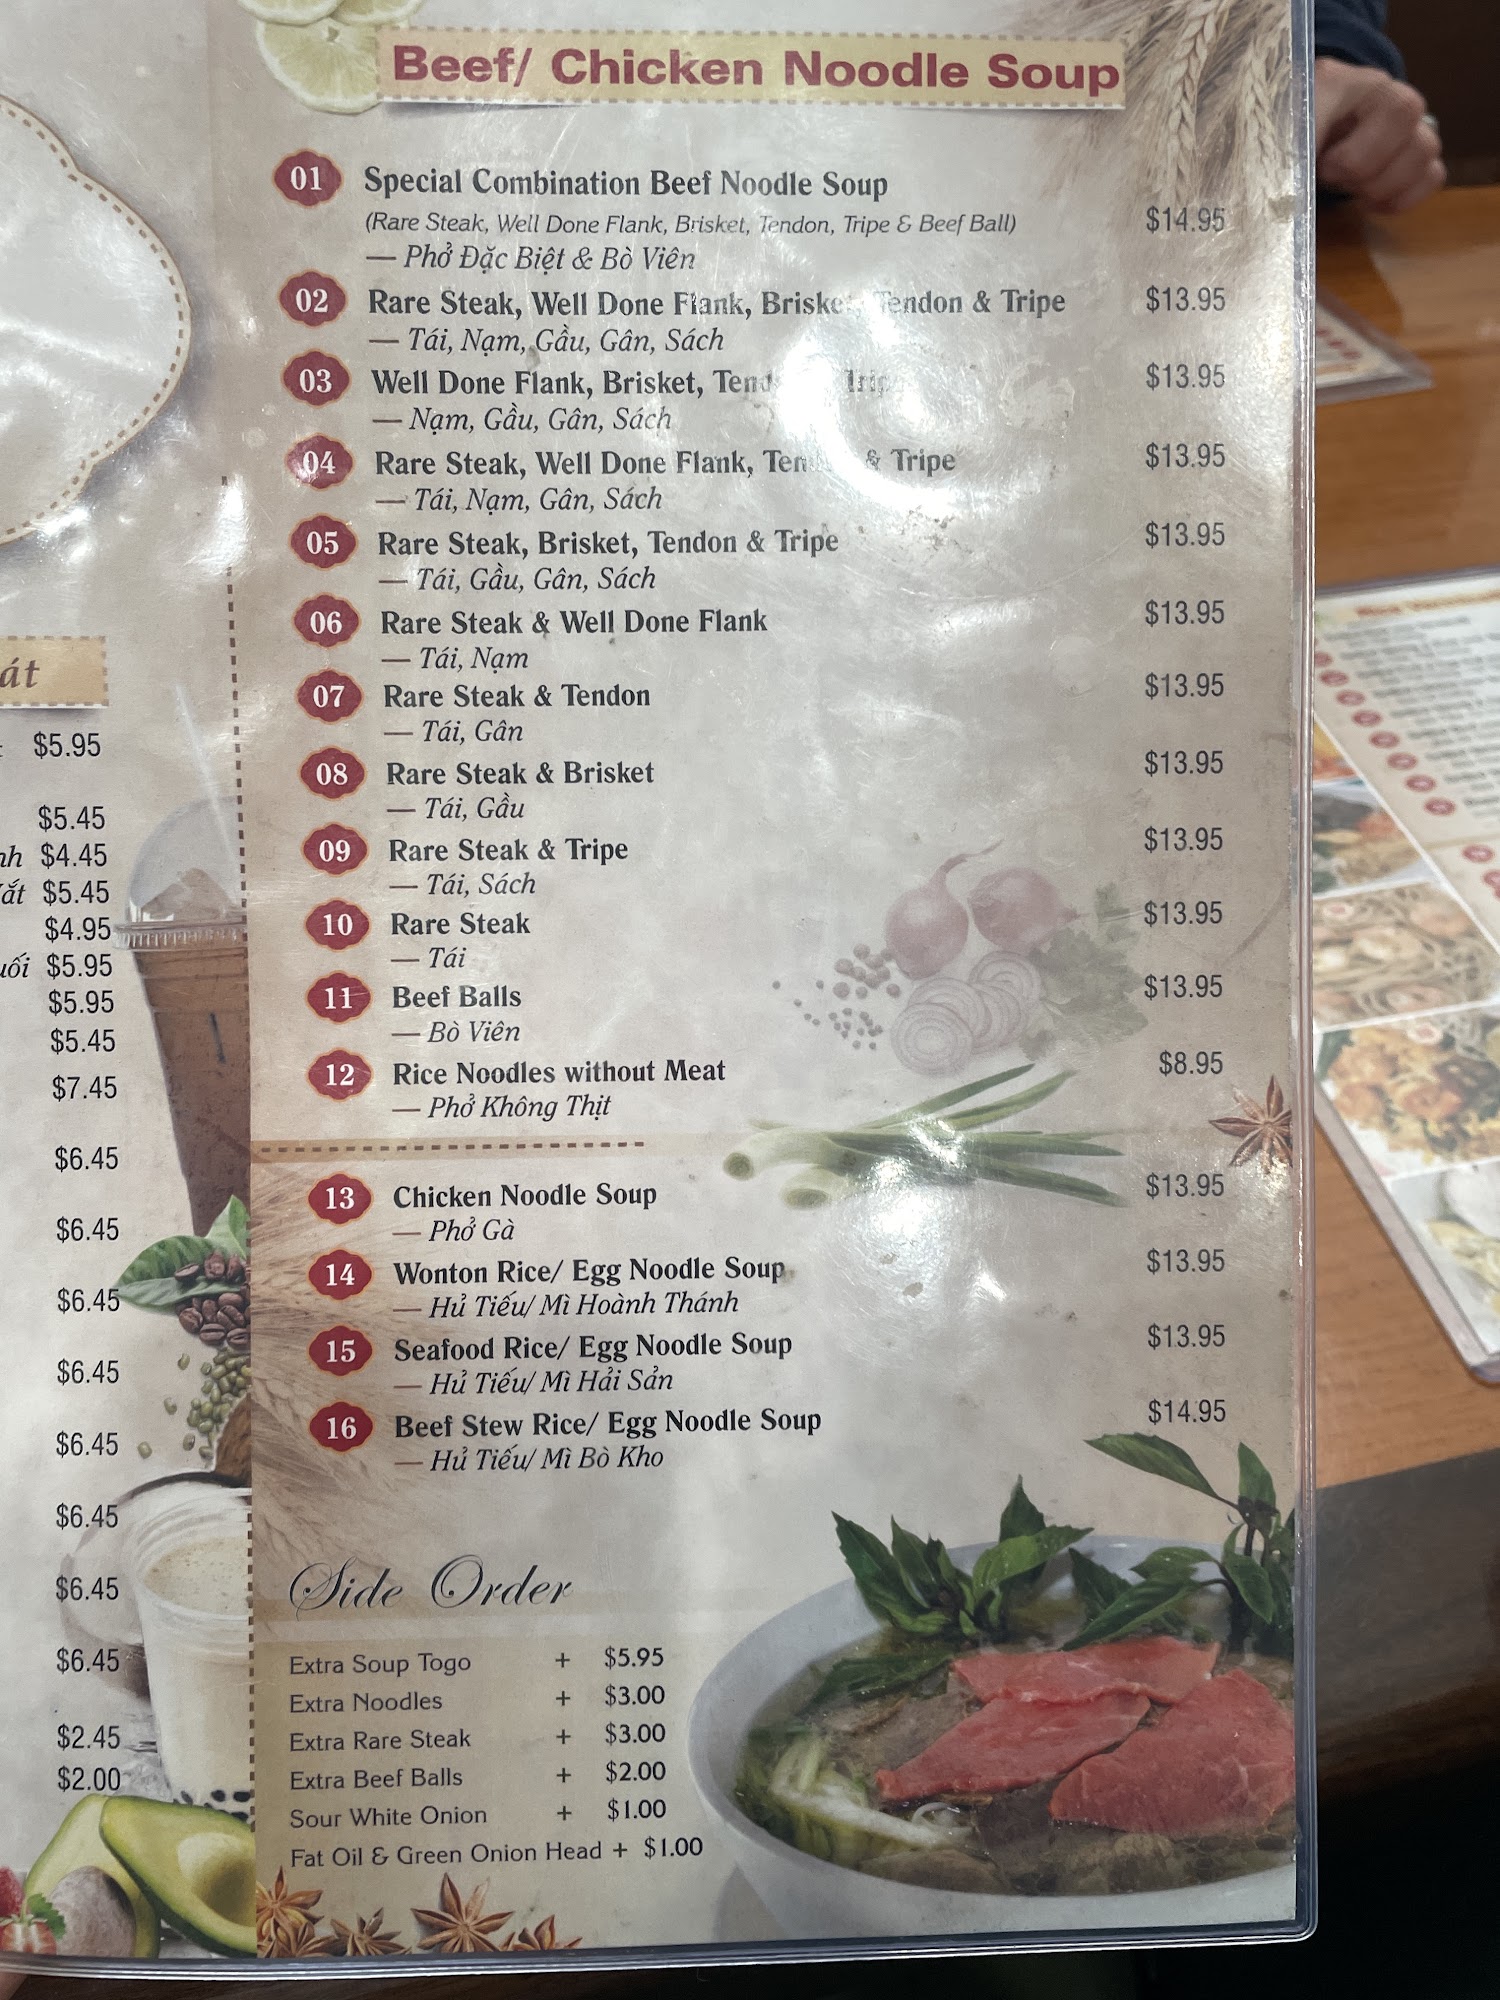 Beef/ Chicken Noodle Soup
01 Special Combination Beef Noodle Soup
(Rare Steak, Well Done Flank, Brisket, Tendon, Tripe & Beef Ball) $14.95
— Phở Đặc Biệt & Bò Viên
02 Rare Steak, Well Done Flank, Brisket, Tendon & Tripe $13.95
— Tái, Nạm, Gầu, Gân, Sách
03 Well Done Flank, Brisket, Tendon & Tripe $13.95
— Nạm, Gầu, Gân, Sách
04 Rare Steak, Well Done Flank, Tendon & Tripe $13.95
— Tái, Nạm, Gân, Sách
05 Rare Steak, Brisket, Tendon & Tripe $13.95
— Tái, Gầu, Gân, Sách
06 Rare Steak & Well Done Flank $13.95
— Tái, Nạm
07 Rare Steak & Tendon $13.95
— Tái, Gân
08 Rare Steak & Brisket $13.95
— Tái, Gầu
09 Rare Steak & Tripe $13.95
— Tái, Sách
10 Rare Steak $13.95
— Tái
11 Beef Balls $13.95
— Bò Viên
12 Rice Noodles without Meat $8.95
— Phở Không Thịt
13 Chicken Noodle Soup $13.95
— Phở Gà
14 Wonton Rice/ Egg Noodle Soup $13.95
— Hủ Tiếu/ Mì Hoành Thánh
15 Seafood Rice/ Egg Noodle Soup $13.95
— Hủ Tiếu/ Mì Hải Sản
16 Beef Stew Rice/ Egg Noodle Soup $14.95
— Hủ Tiếu/ Mì Bò Kho
Side Order
Extra Soup Togo + $5.95
Extra Noodles + $3.00
Extra Rare Steak + $3.00
Extra Beef Balls + $2.00
Sour White Onion + $1.00
Fat Oil & Green Onion Head + $1.00
át
$5.95
$5.45
nh $4.45
ắt $5.45
$4.95
uối $5.95
$5.95
$5.45
$7.45
$6.45
$6.45
$6.45
$6.45
$6.45
$6.45
$6.45
$6.45
$2.45
$2.00